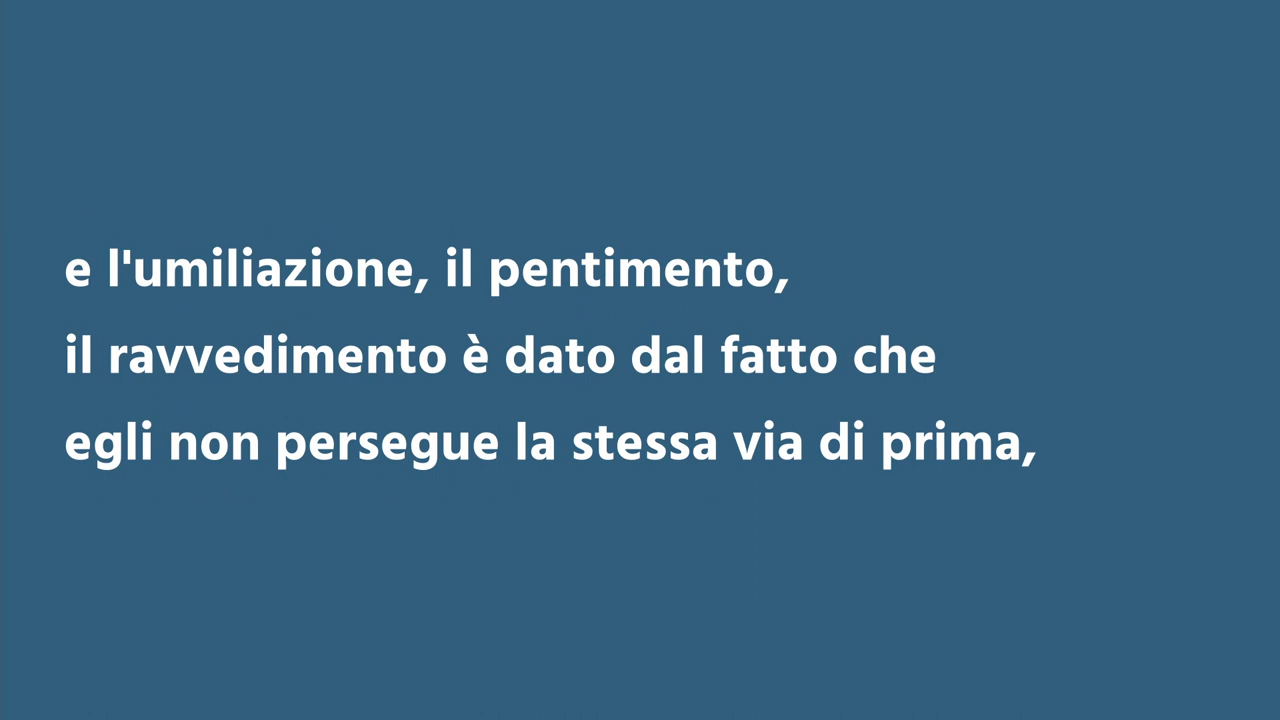 e l'umiliazione, il pentimento,
il ravvedimento è dato dal fatto che
egli non persegue la stessa via di prima,